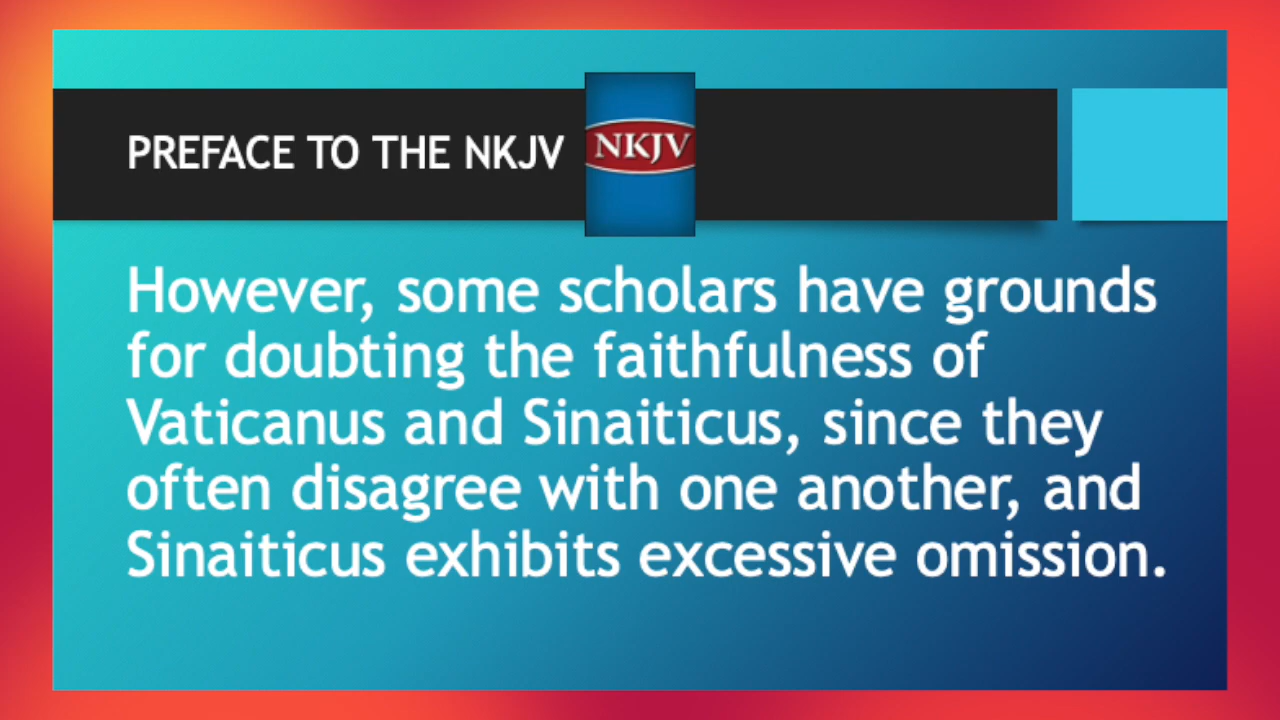 PREFACE TO THE NKJV
NKJV
However, some scholars have grounds
for doubting the faithfulness of
Vaticanus and Sinaiticus, since they
often disagree with one another, and
Sinaiticus exhibits excessive omission.